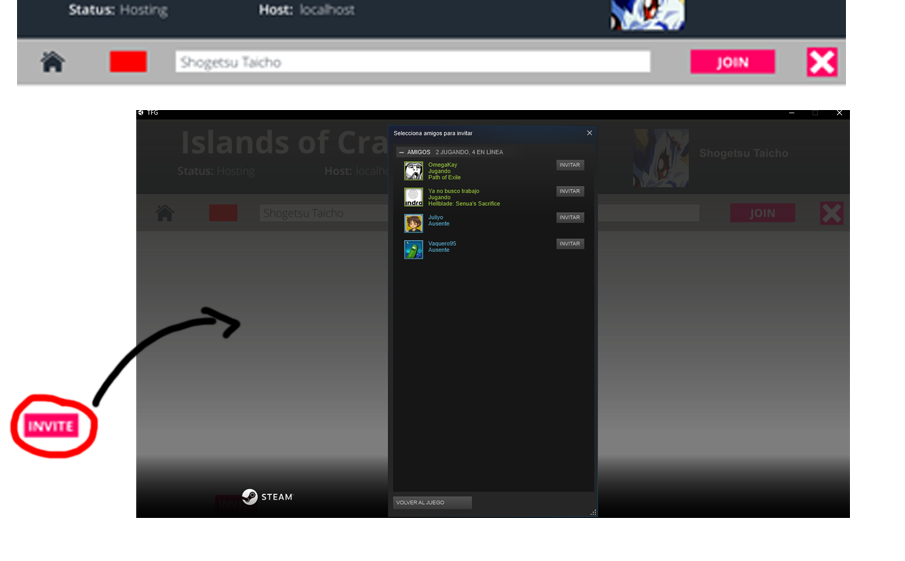 Status: Hosting
Host: localhost
Shogetsu Taicho
JOIN
TFG
Islands of Cra
Selecciona amigos para invitar
Shogetsu Taicho
Status: Hosting
Host: localho
AMIGOS 2 JUGANDO, 4 EN LÍNEA
OmegaKay
Jugando
Path of Exile
INVITAR
Ya no busco trabajo
Jugando
Hellblade: Senua's Sacrifice
INVITAR
Juliyo
Ausente
INVITAR
Vaquero95
Ausente
INVITAR
Shogetsu Taicho
JOIN
INVITE
STEAM
VOLVER AL JUEGO